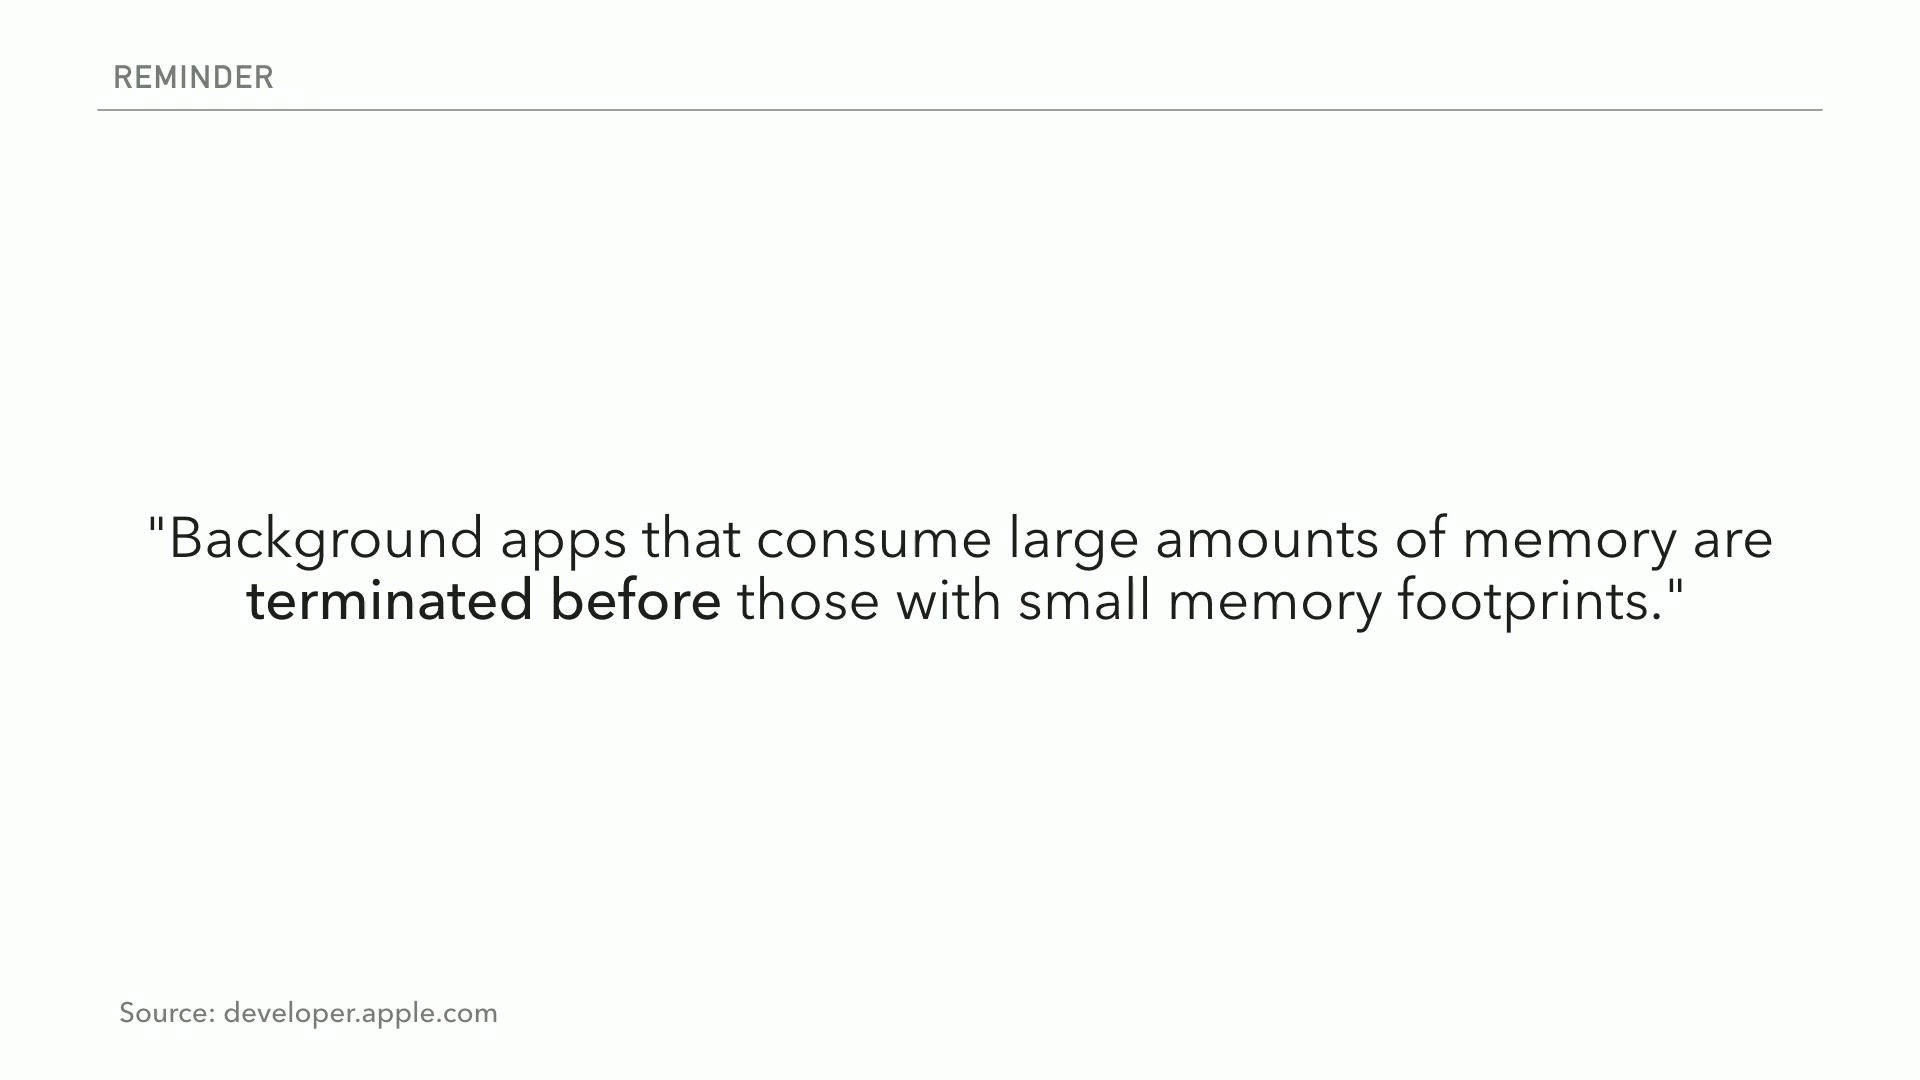 REMINDER
"Background apps that consume large amounts of memory are
terminated before those with small memory footprints."
Source: developer.apple.com